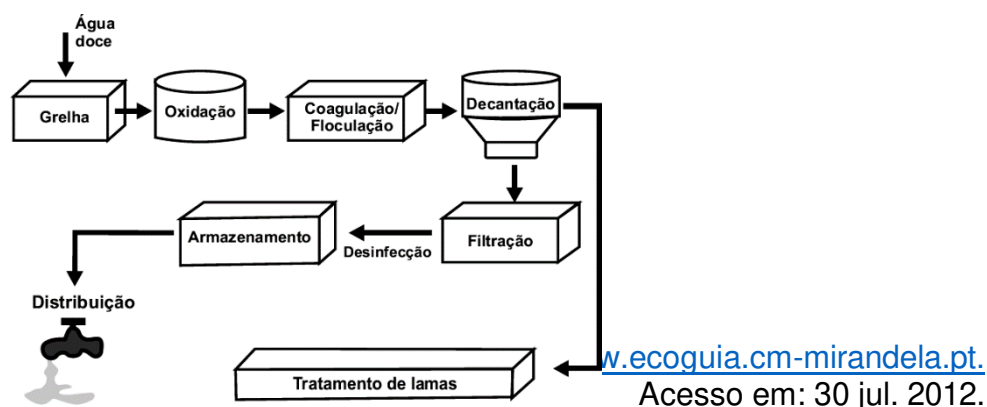 Água
doce
Grelha
Oxidação
Coagulação/
Floculação
Decantação
Armazenamento
Desinfecção
Filtração
Distribuição
Tratamento de lamas
w.ecoguia.cm-mirandela.pt.
Acesso em: 30 jul. 2012.